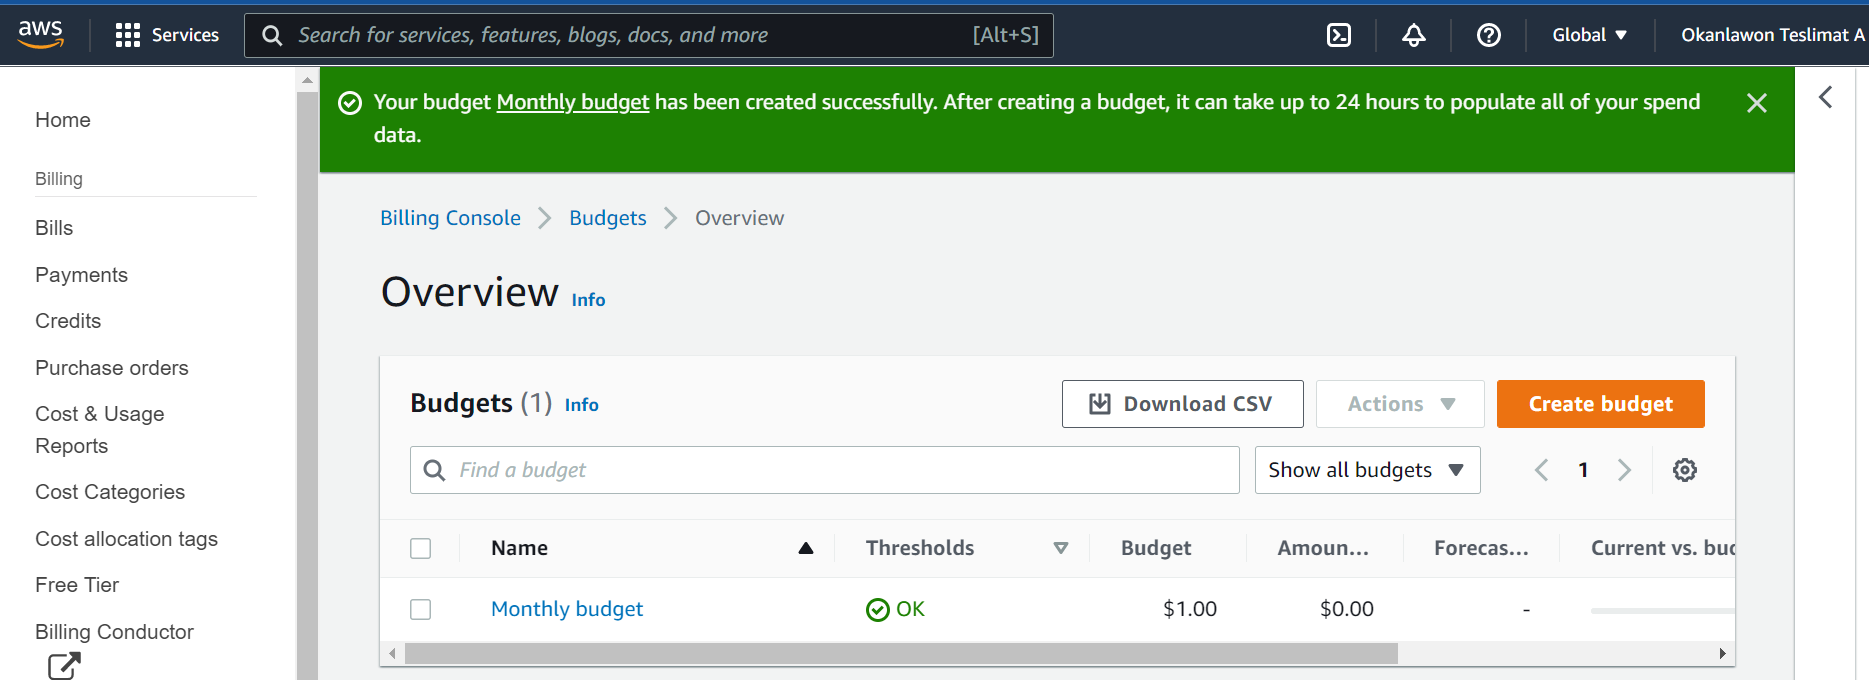 aws
Services
Search for services, features, blogs, docs, and more [Alt+S]
Global
Okanlawon Teslimat A
Home
Billing
Bills
Payments
Credits
Purchase orders
Cost & Usage
Reports
Cost Categories
Cost allocation tags
Free Tier
Billing Conductor
Your budget Monthly budget has been created successfully. After creating a budget, it can take up to 24 hours to populate all of your spend
data.
Billing Console Budgets Overview
Overview Info
Budgets (1) Info
Download CSV
Actions
Create budget
Find a budget
Show all budgets
1
Name Thresholds Budget Amoun... Forecas... Current vs. bud
Monthly budget OK $1.00 $0.00 -